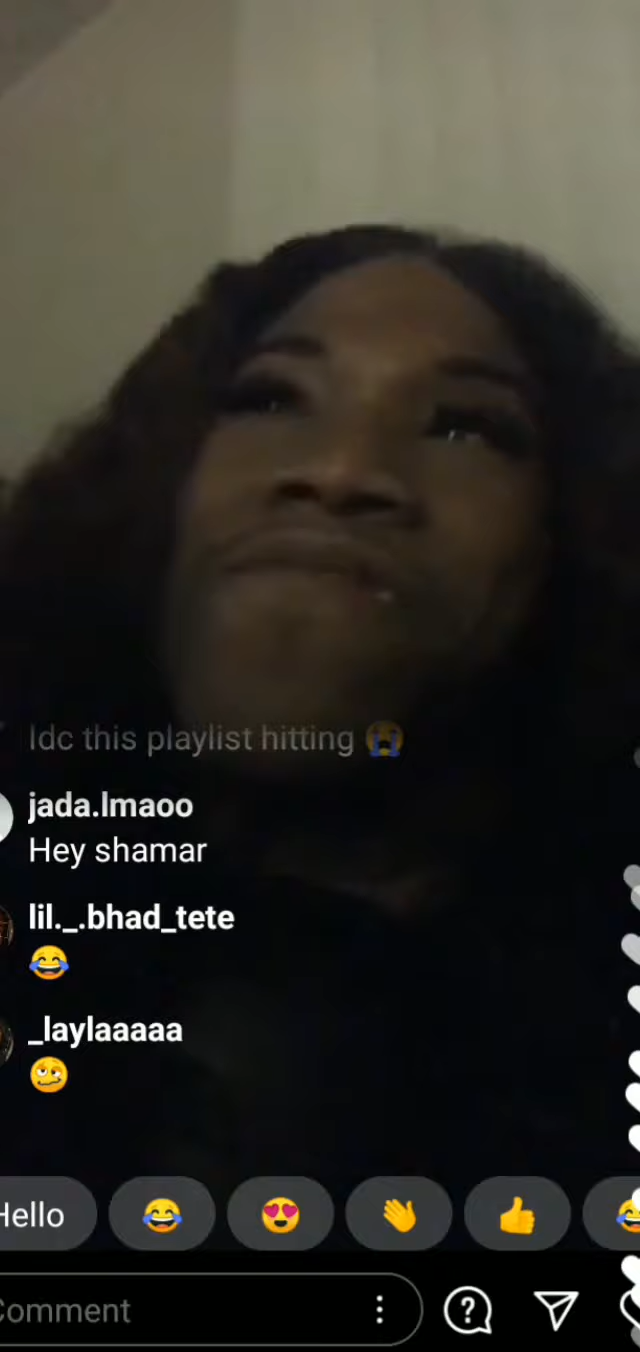 Idc this playlist hitting 😭
jada.lmaoo
Hey shamar
lil._.bhad_tete
😂
_laylaaaaa
🥴
Hello 😂 😍 👏 👍 😂
Comment